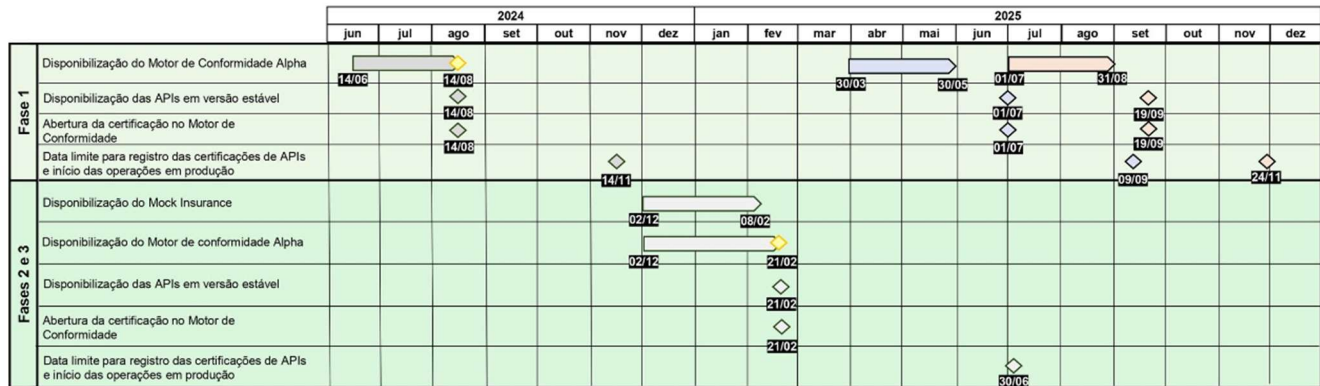 2024 2025
jun jul ago set out nov dez jan fev mar abr mai jun jul ago set out nov dez
Fase 1
Disponibilização do Motor de Conformidade Alpha
14/06 14/08 30/03 30/05 01/07 31/08
Disponibilização das APIs em versão estável
14/08 01/07 19/09
Abertura da certificação no Motor de
Conformidade
14/08 01/07 19/09
Data limite para registro das certificações de APIs
e início das operações em produção
14/11 09/09 24/11
Fases 2 e 3
Disponibilização do Mock Insurance
02/12 08/02
Disponibilização do Motor de conformidade Alpha
02/12 21/02
Disponibilização das APIs em versão estável
21/02
Abertura da certificação no Motor de
Conformidade
21/02
Data limite para registro das certificações de APIs
e início das operações em produção
30/06